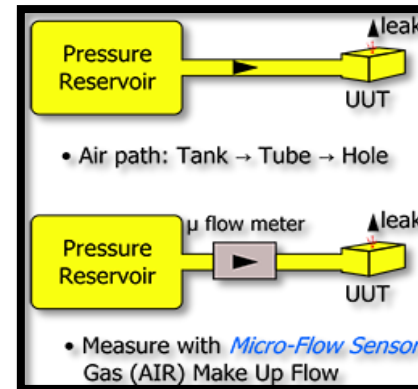 leak
Pressure
Reservoir
UUT
• Air path: Tank → Tube → Hole
µ flow meter
leak
Pressure
Reservoir
UUT
• Measure with Micro-Flow Sensor
Gas (AIR) Make Up Flow